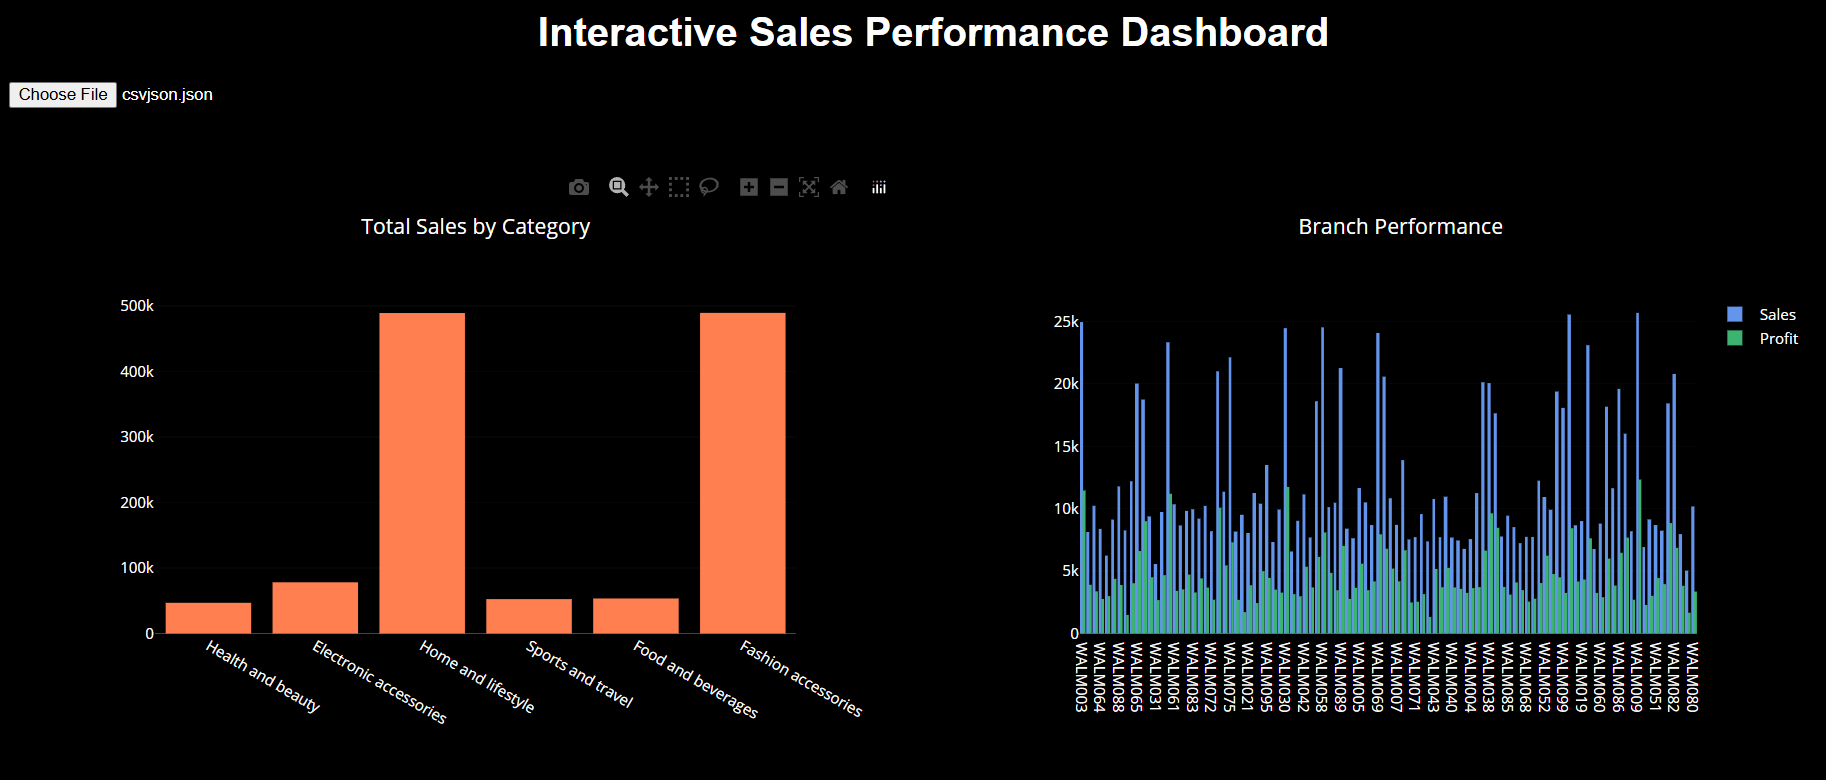 Interactive Sales Performance Dashboard
Choose File csvjson.json
Total Sales by Category
500k
400k
300k
200k
100k
0
Health and beauty
Electronic accessories
Home and lifestyle
Sports and travel
Food and beverages
Fashion accessories
Branch Performance
25k
20k
15k
10k
5k
0
WALM003
WALM064
WALM088
WALM065
WALM031
WALM061
WALM083
WALM072
WALM075
WALM021
WALM095
WALM030
WALM042
WALM058
WALM089
WALM005
WALM069
WALM007
WALM071
WALM043
WALM040
WALM004
WALM038
WALM085
WALM068
WALM052
WALM099
WALM019
WALM060
WALM086
WALM009
WALM051
WALM082
WALM080
Sales
Profit